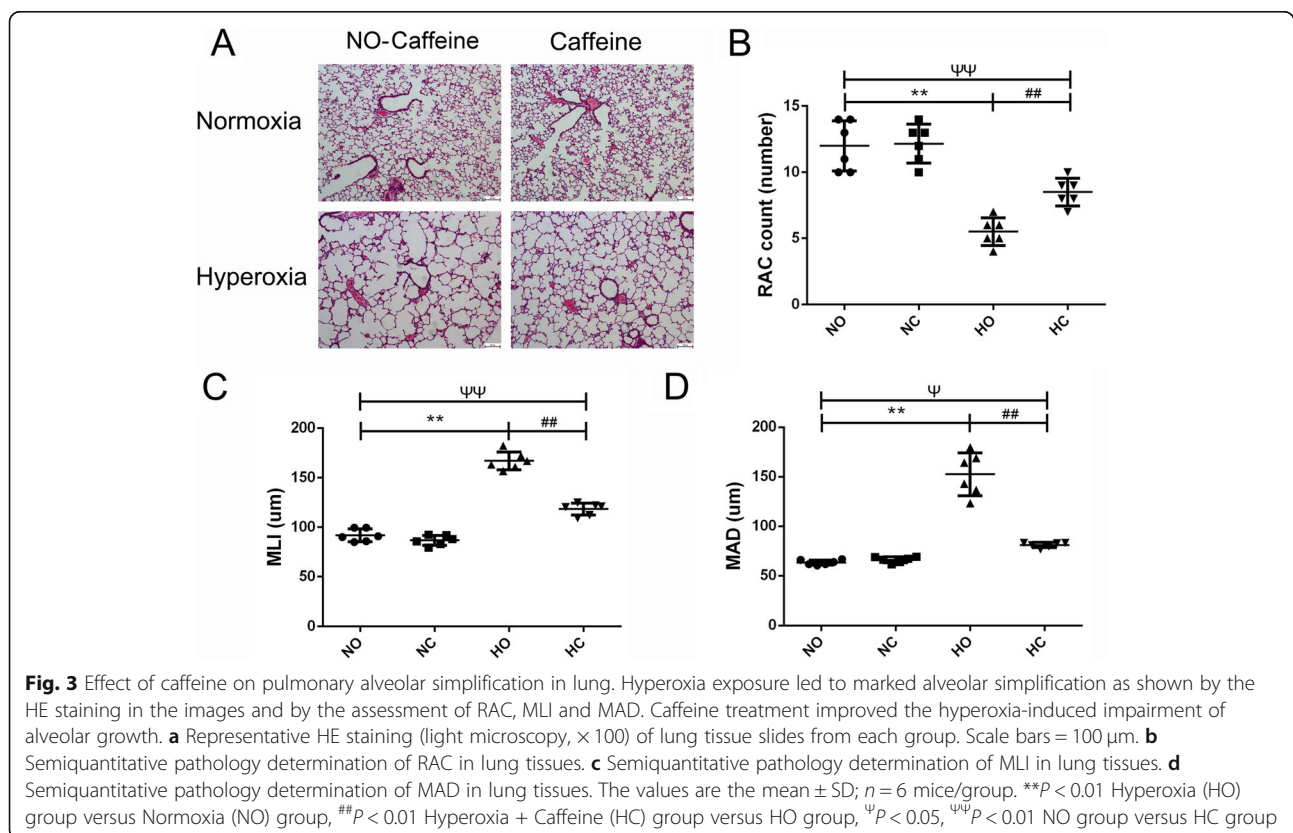 A
NO-Caffeine Caffeine
Normoxia
Hyperoxia
B
ΨΨ
** ##
RAC count (number)
15
10
5
0
NO NC HO HC
C
ΨΨ
** ##
MLI (um)
200
150
100
50
0
NO NC HO HC
D
Ψ
** ##
MAD (um)
200
150
100
50
0
NO NC HO HC
Fig. 3 Effect of caffeine on pulmonary alveolar simplification in lung. Hyperoxia exposure led to marked alveolar simplification as shown by the
HE staining in the images and by the assessment of RAC, MLI and MAD. Caffeine treatment improved the hyperoxia-induced impairment of
alveolar growth. a Representative HE staining (light microscopy, × 100) of lung tissue slides from each group. Scale bars = 100 μm. b
Semiquantitative pathology determination of RAC in lung tissues. c Semiquantitative pathology determination of MLI in lung tissues. d
Semiquantitative pathology determination of MAD in lung tissues. The values are the mean ± SD; n = 6 mice/group. **P < 0.01 Hyperoxia (HO)
group versus Normoxia (NO) group, ##P < 0.01 Hyperoxia + Caffeine (HC) group versus HO group, ΨP < 0.05, ΨΨP < 0.01 NO group versus HC group